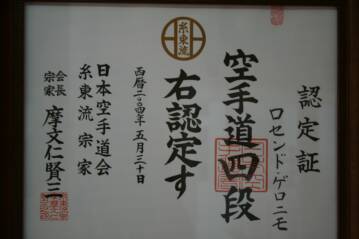 糸東流
認定証
ロセンド・ゲロニモ
空手道四段
右認定す
西暦二〇〇四年五月三十日
日本空手道会
糸東流宗家
会長
宗家
摩文仁賢三